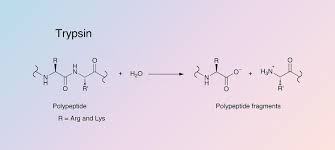 Trypsin
R H O N H O R' + H₂O → R O N H O⁻ + H₃N⁺ O R'
Polypeptide Polypeptide fragments
R = Arg and Lys